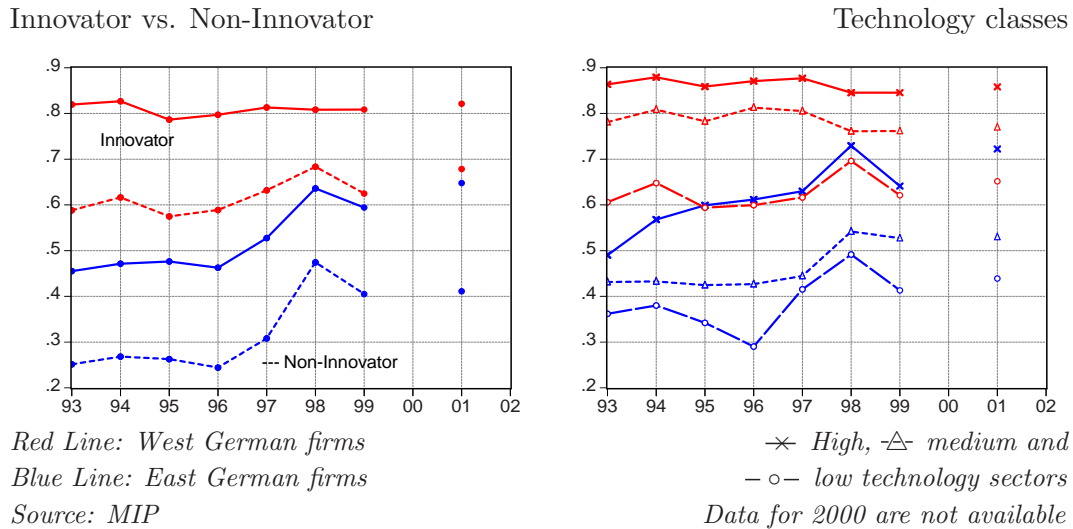 Innovator vs. Non-Innovator
Technology classes
.9
.8
.7
.6
.5
.4
.3
.2
93 94 95 96 97 98 99 00 01 02
Innovator
--- Non-Innovator
.9
.8
.7
.6
.5
.4
.3
.2
93 94 95 96 97 98 99 00 01 02
Red Line: West German firms
Blue Line: East German firms
Source: MIP
High, medium and
low technology sectors
Data for 2000 are not available